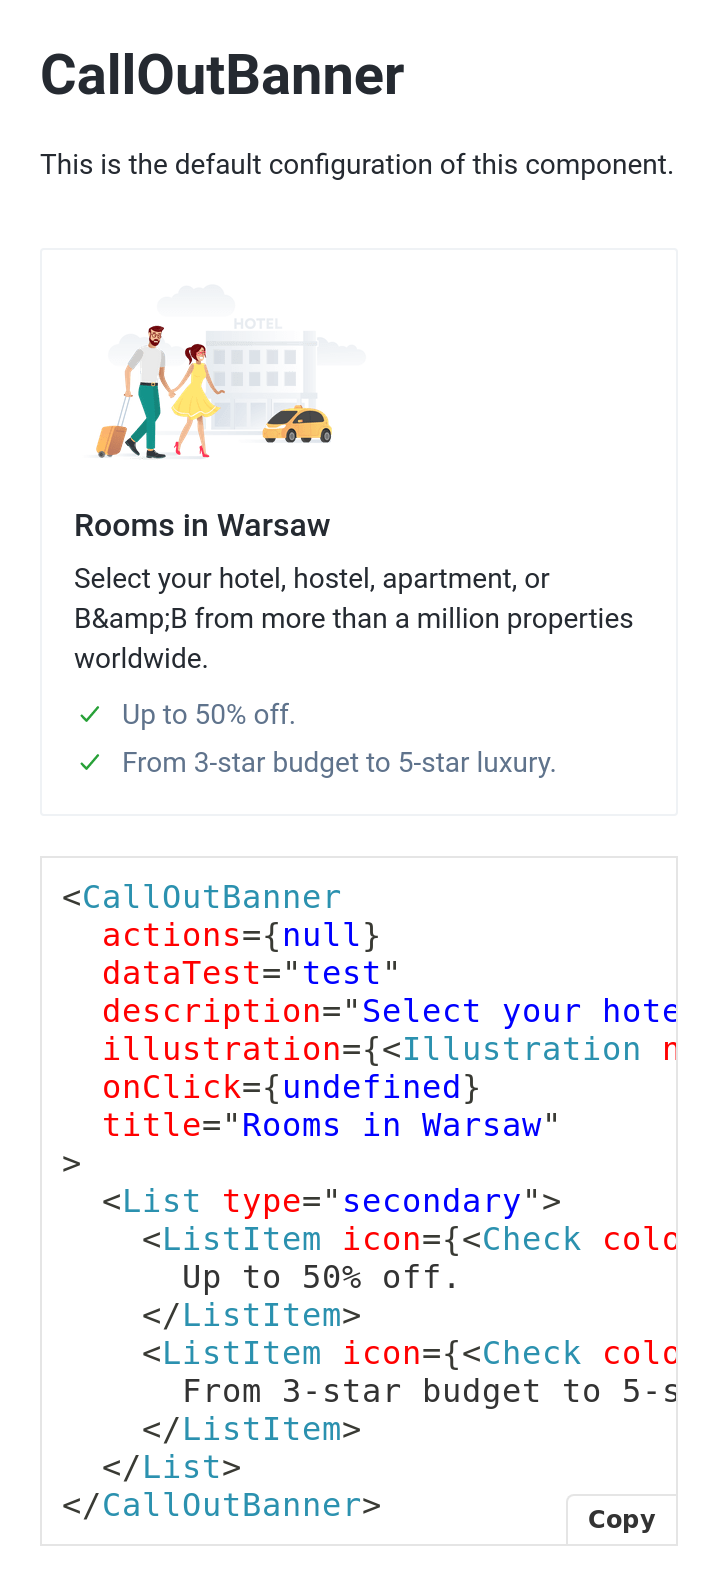 CallOutBanner
This is the default configuration of this component.
HOTEL
Rooms in Warsaw
Select your hotel, hostel, apartment, or
B&amp;B from more than a million properties
worldwide.
Up to 50% off.
From 3-star budget to 5-star luxury.
<CallOutBanner
  actions={null}
  dataTest="test"
  description="Select your hote
  illustration={<Illustration n
  onClick={undefined}
  title="Rooms in Warsaw"
>
  <List type="secondary">
    <ListItem icon={<Check colo
      Up to 50% off.
    </ListItem>
    <ListItem icon={<Check colo
      From 3-star budget to 5-s
    </ListItem>
  </List>
</CallOutBanner>
Copy